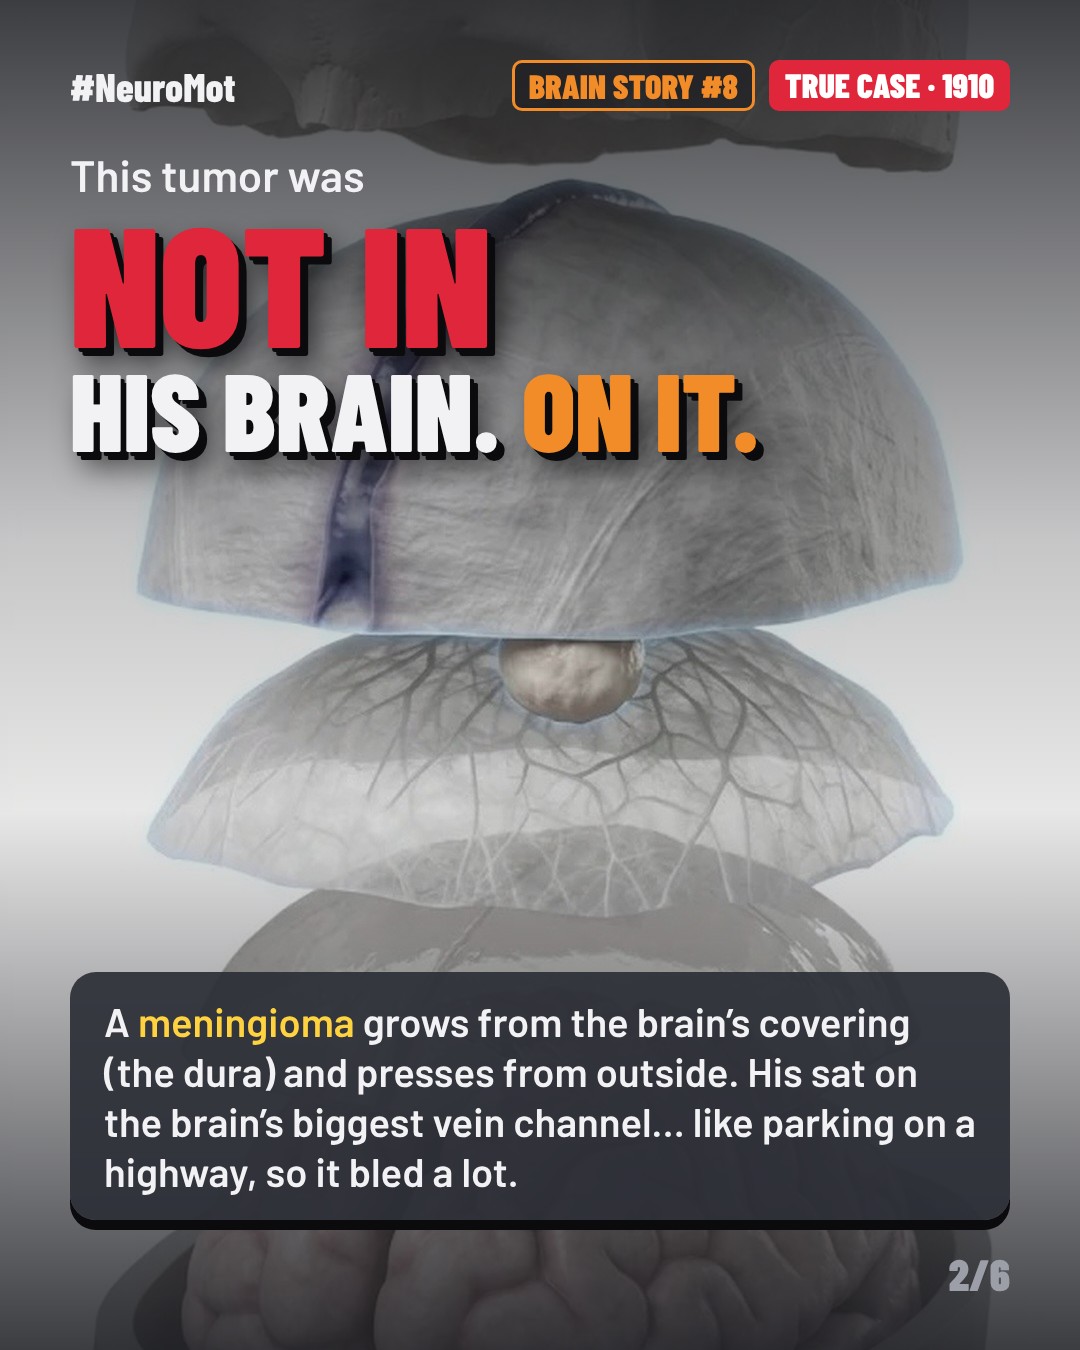 #NeuroMot
BRAIN STORY #8
TRUE CASE · 1910
This tumor was
NOT IN
HIS BRAIN. ON IT.
A meningioma grows from the brain’s covering
(the dura) and presses from outside. His sat on
the brain’s biggest vein channel... like parking on a
highway, so it bled a lot.
2/6